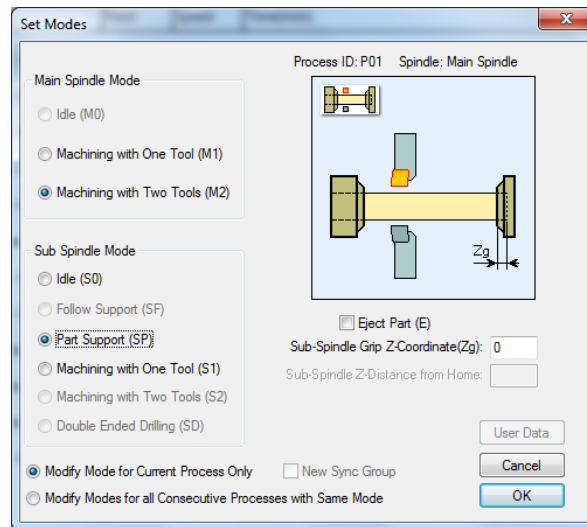 Set Modes
Process ID: P01 Spindle: Main Spindle
Main Spindle Mode
Idle (M0)
Machining with One Tool (M1)
Machining with Two Tools (M2)
Zg
Sub Spindle Mode
Idle (S0)
Follow Support (SF)
Part Support (SP)
Machining with One Tool (S1)
Machining with Two Tools (S2)
Double Ended Drilling (SD)
Eject Part (E)
Sub-Spindle Grip Z-Coordinate(Zg): 0
Sub-Spindle Z-Distance from Home:
User Data
Modify Mode for Current Process Only
New Sync Group
Cancel
Modify Modes for all Consecutive Processes with Same Mode
OK